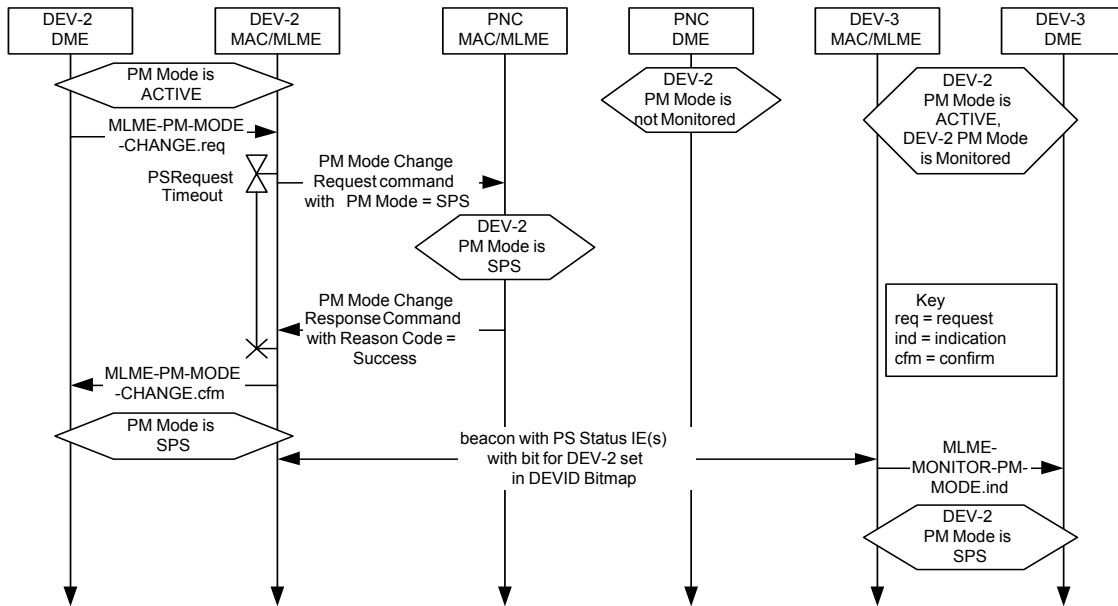 DEV-2
DME
DEV-2
MAC/MLME
PNC
MAC/MLME
PNC
DME
DEV-3
MAC/MLME
DEV-3
DME
PM Mode is
ACTIVE
DEV-2
PM Mode is
not Monitored
DEV-2
PM Mode is
ACTIVE,
DEV-2 PM Mode
is Monitored
MLME-PM-MODE
-CHANGE.req
PSRequest
Timeout
PM Mode Change
Request command
with PM Mode = SPS
DEV-2
PM Mode is
SPS
PM Mode Change
Response Command
with Reason Code =
Success
Key
req = request
ind = indication
cfm = confirm
MLME-PM-MODE
-CHANGE.cfm
PM Mode is
SPS
beacon with PS Status IE(s)
with bit for DEV-2 set
in DEVID Bitmap
MLME-
MONITOR-PM-
MODE.ind
DEV-2
PM Mode is
SPS